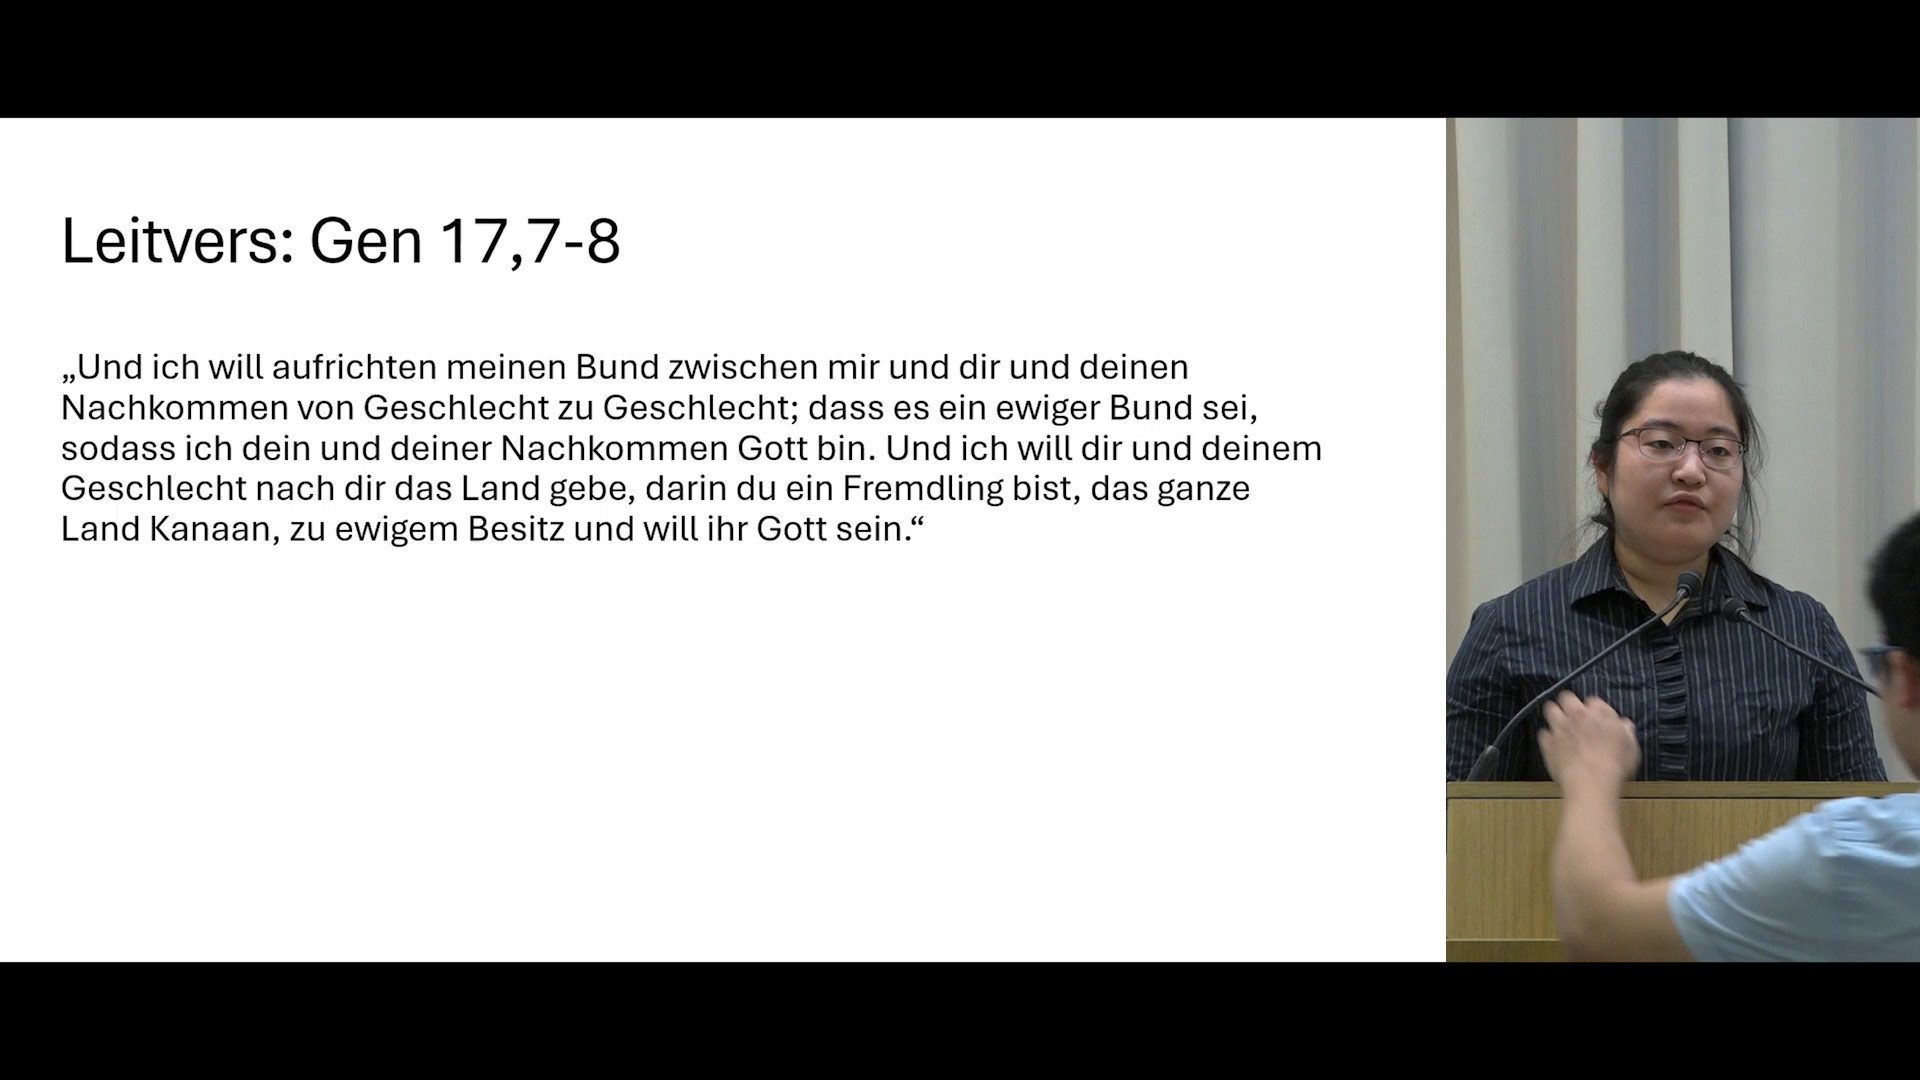 Leitvers: Gen 17,7-8
„Und ich will aufrichten meinen Bund zwischen mir und dir und deinen
Nachkommen von Geschlecht zu Geschlecht; dass es ein ewiger Bund sei,
sodass ich dein und deiner Nachkommen Gott bin. Und ich will dir und deinem
Geschlecht nach dir das Land gebe, darin du ein Fremdling bist, das ganze
Land Kanaan, zu ewigem Besitz und will ihr Gott sein.“